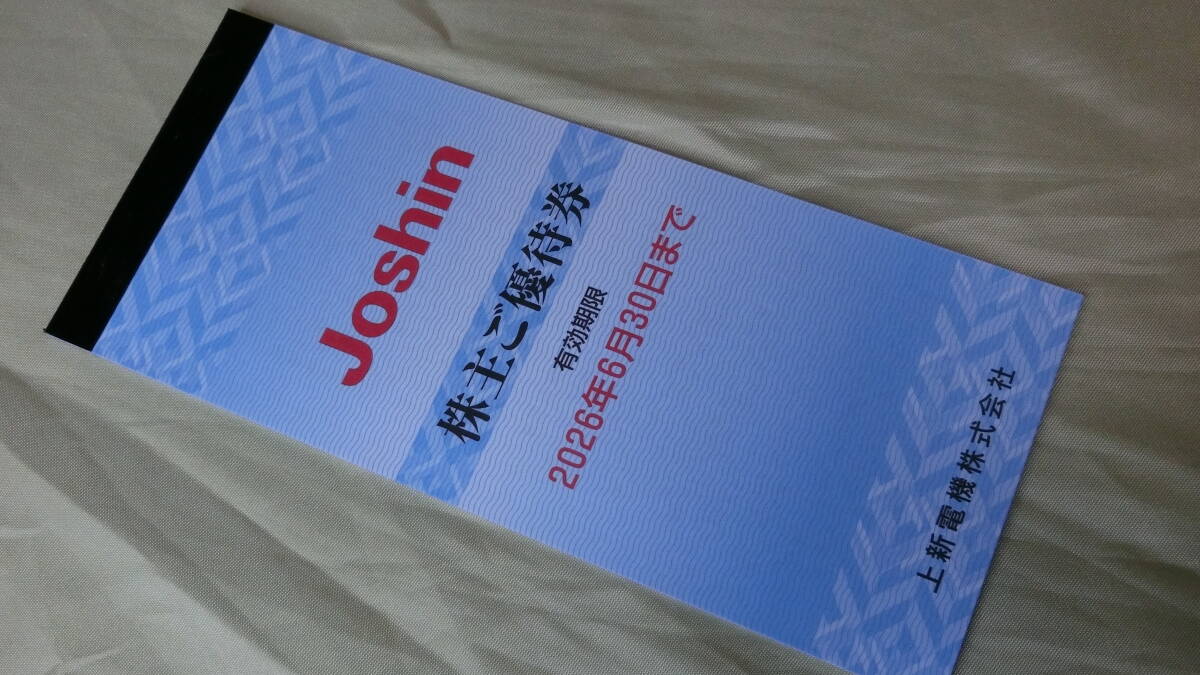 Joshin
株主ご優待券
有効期限
2026年6月30日まで
上新電機株式会社